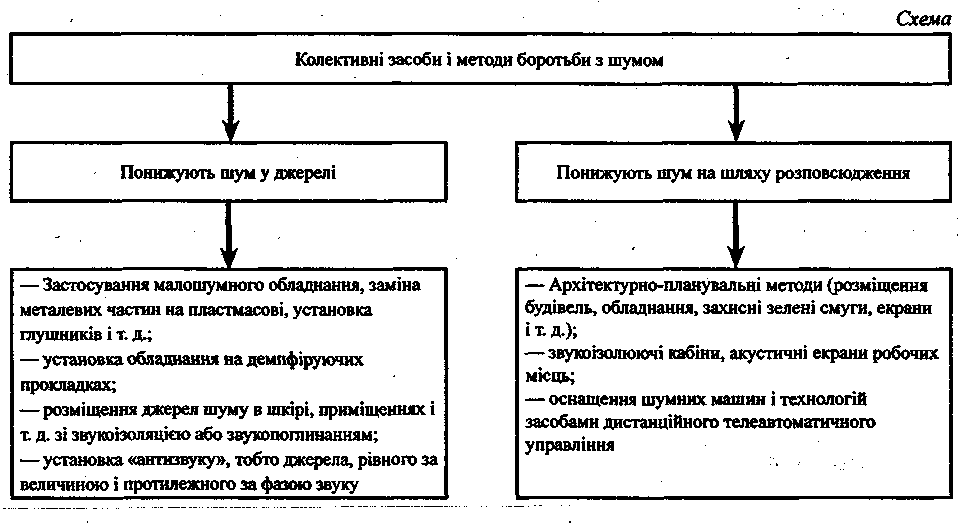 Схема
Колективні засоби і методи боротьби з шумом
Понижують шум у джерелі
Понижують шум на шляху розповсюдження
— Застосування малошумного обладнання, заміна
металевих частин на пластмасові, установка
глушників і т. д.;
— установка обладнання на демпфіруючих
прокладках;
— розміщення джерел шуму в шкірі, приміщеннях і
т. д. зі звукоізоляцією або звукопоглинанням;
— установка «антизвуку», тобто джерела, рівного за
величиною і протилежного за фазою звуку
— Архітектурно-планувальні методи (розміщення
будівель, обладнання, захисні зелені смуги, екрани
і т. д.);
— звукоізолюючі кабіни, акустичні екрани робочих
місць;
— оснащення шумних машин і технологій
засобами дистанційного телеавтоматичного
управління